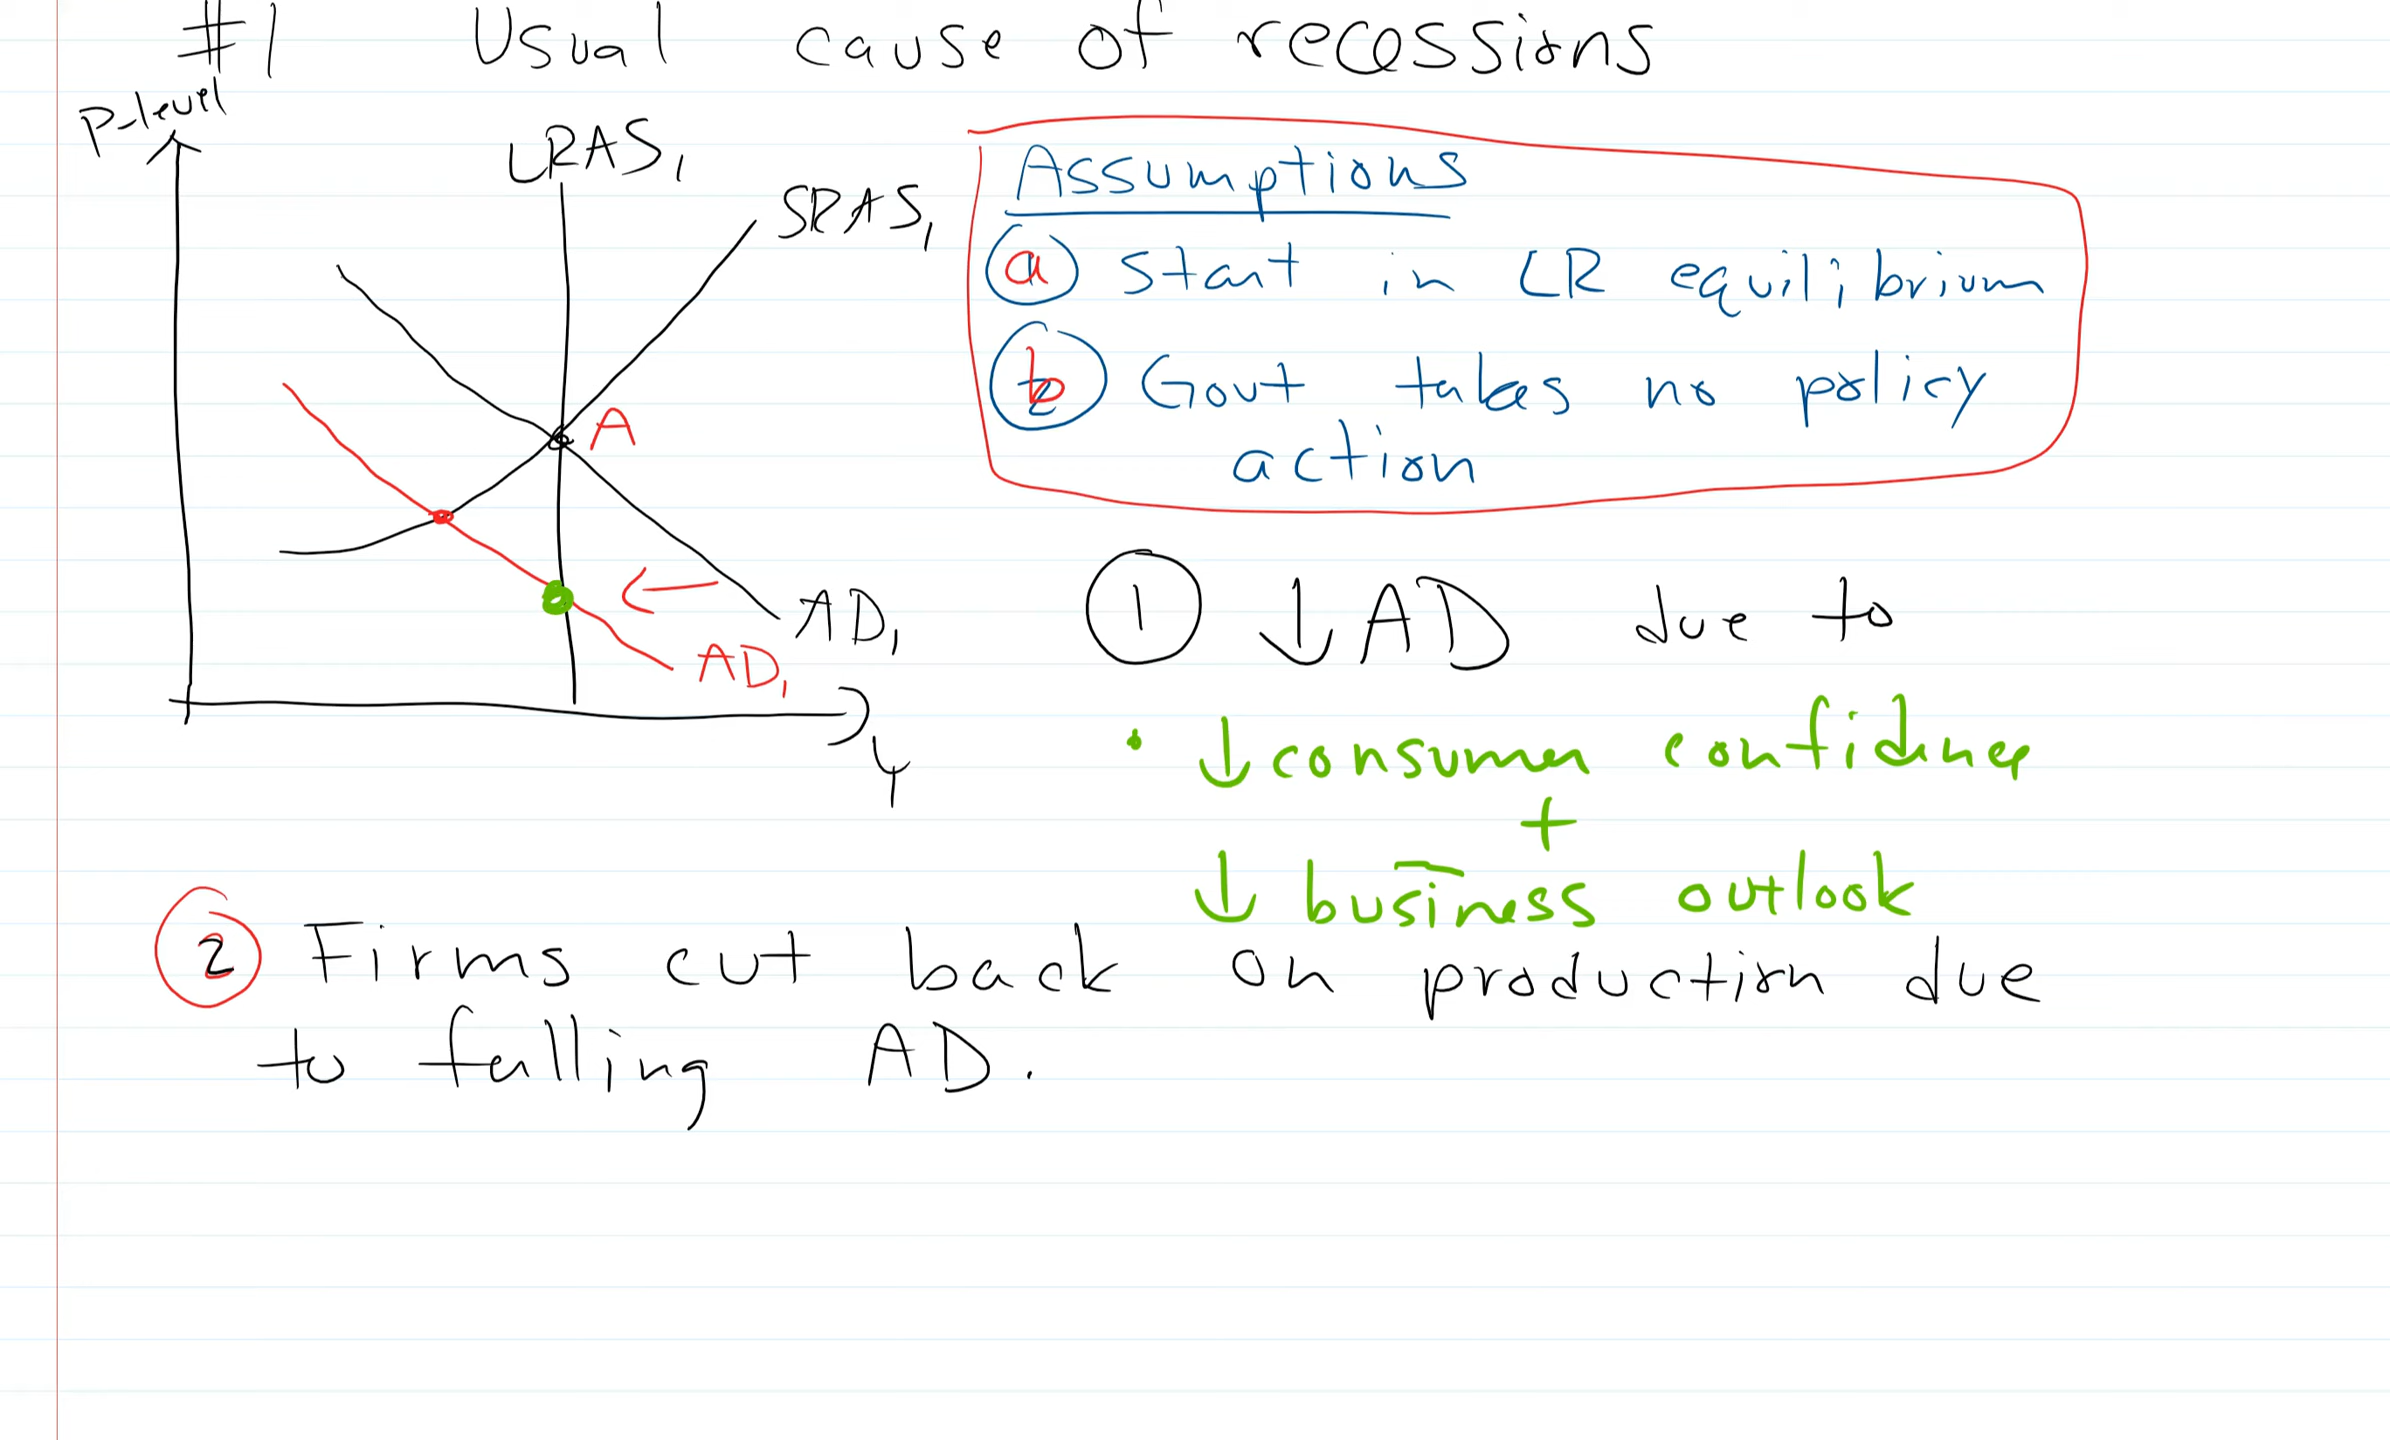 #1 Usual cause of recessions
P-level
LRAS1
SRAS1
A
AD1
AD1
Y
Assumptions
a Start in LR equilibrium
b Govt takes no policy
action
1 ↓AD due to
• ↓consumer confidence
+
↓ business outlook
2 Firms cut back on production due
to falling AD.